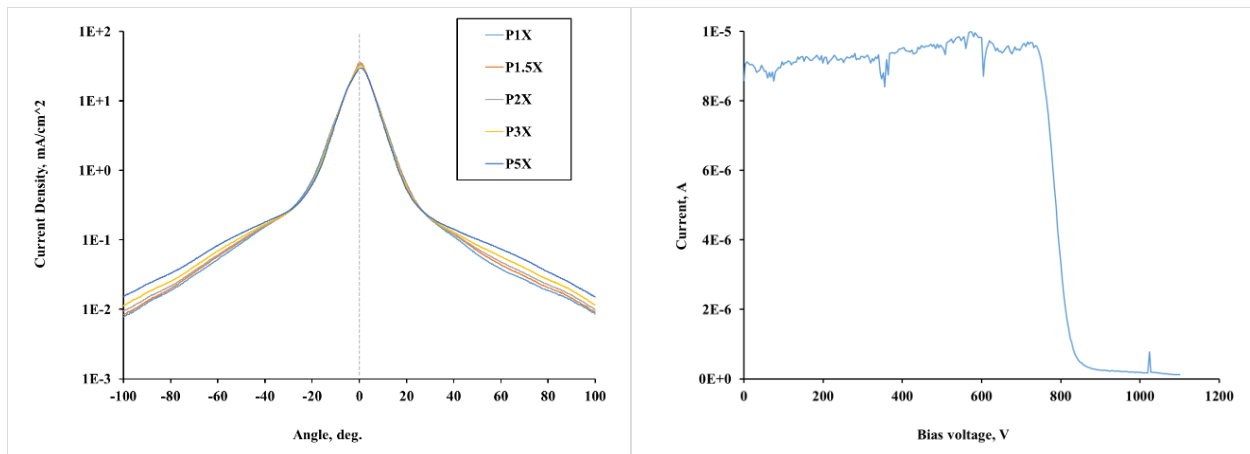 1E+2
1E+1
1E+0
1E-1
1E-2
1E-3
Current Density, mA/cm^2
-100 -80 -60 -40 -20 0 20 40 60 80 100
Angle, deg.
P1X
P1.5X
P2X
P3X
P5X
1E-5
8E-6
6E-6
4E-6
2E-6
0E+0
Current, A
0 200 400 600 800 1000 1200
Bias voltage, V